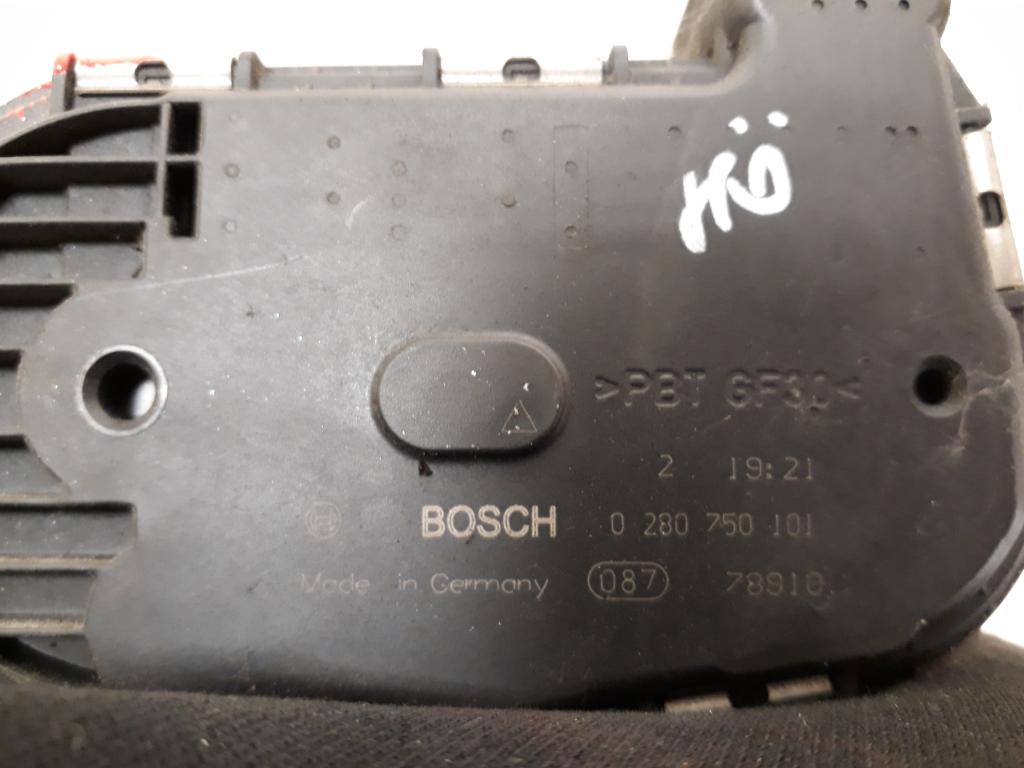 >PBT GF30<
2 19:21
BOSCH 0 280 750 101
Made in Germany 087 78910